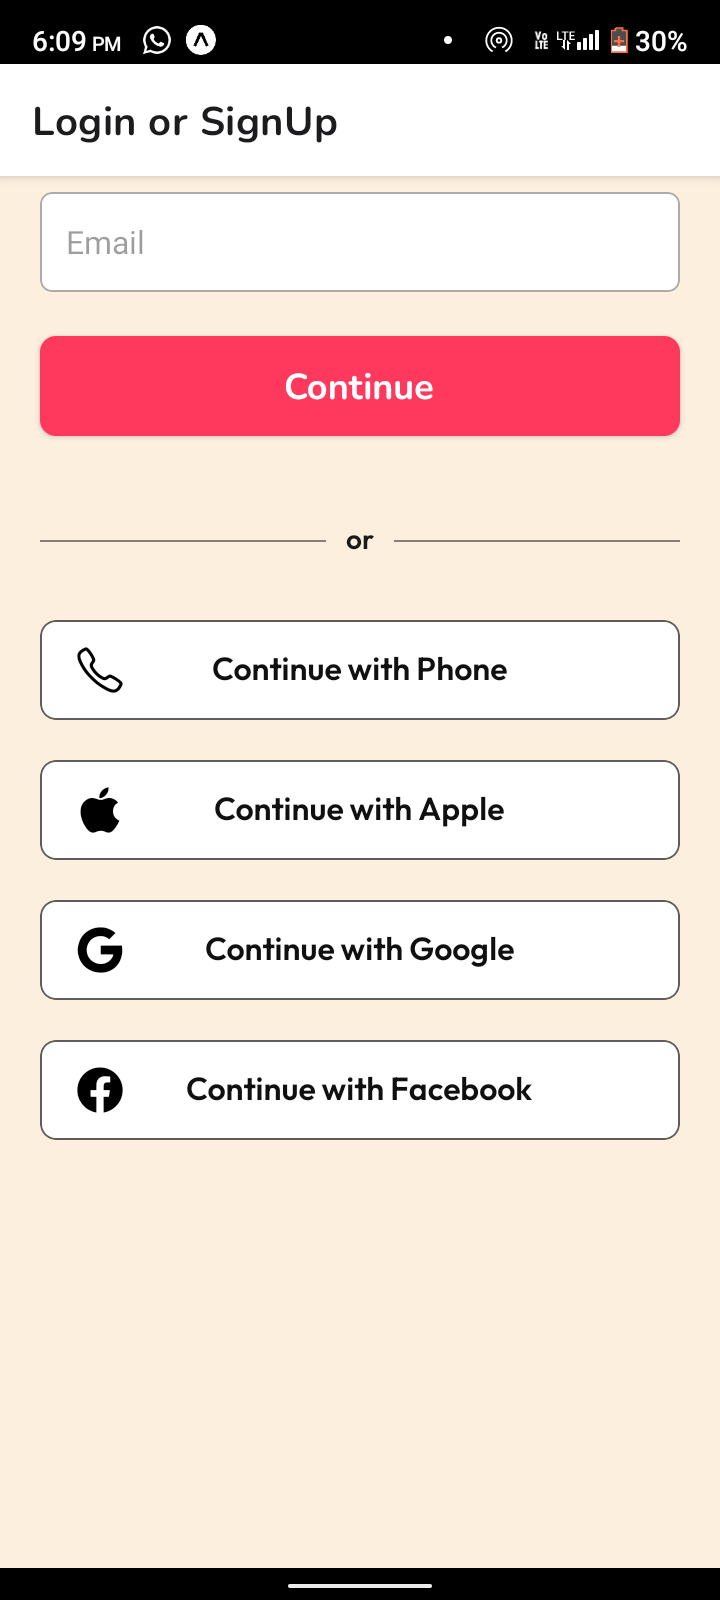 6:09 PM Vo LTE LTE 30%
Login or SignUp
Email
Continue
or
Continue with Phone
Continue with Apple
Continue with Google
Continue with Facebook